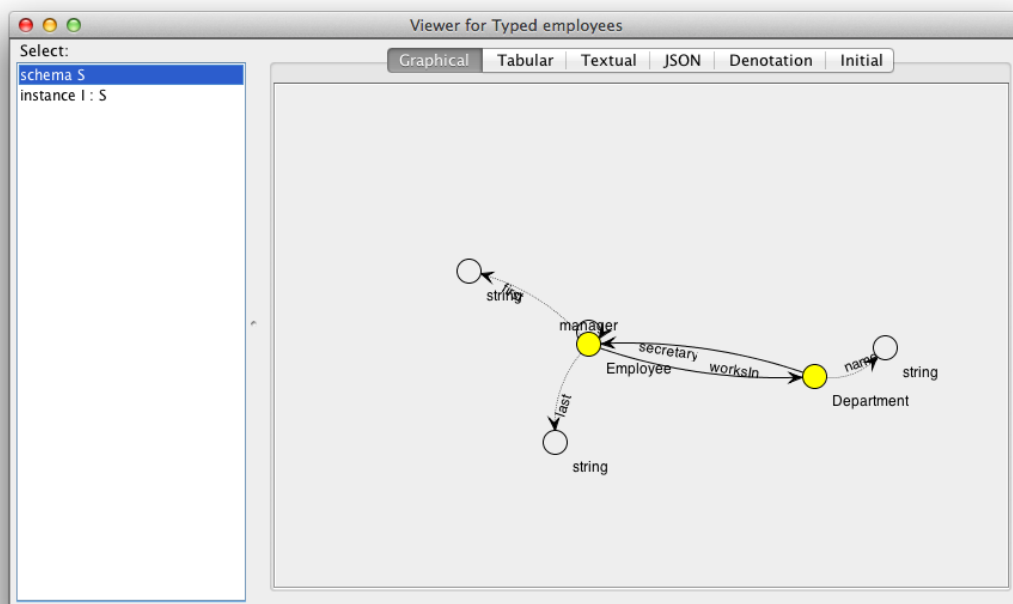 Viewer for Typed employees
Select:
schema S
instance I : S
Graphical
Tabular
Textual
JSON
Denotation
Initial
first
string
manager
secretary
worksIn
Employee
name
string
Department
last
string